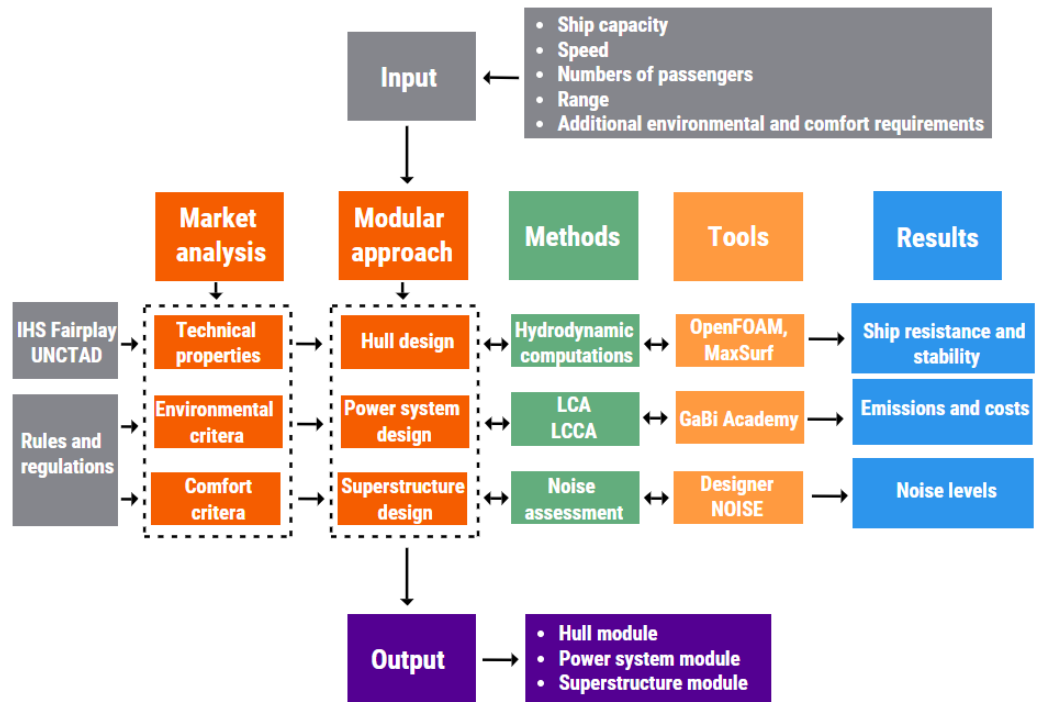 Input
• Ship capacity
• Speed
• Numbers of passengers
• Range
• Additional environmental and comfort requirements
Market
analysis
Modular
approach
Methods
Tools
Results
IHS Fairplay
UNCTAD
Technical
properties
Hull design
Hydrodynamic
computations
OpenFOAM,
MaxSurf
Ship resistance and
stability
Rules and
regulations
Environmental
critera
Power system
design
LCA
LCCA
GaBi Academy
Emissions and costs
Comfort
critera
Superstructure
design
Noise
assessment
Designer
NOISE
Noise levels
Output
• Hull module
• Power system module
• Superstructure module